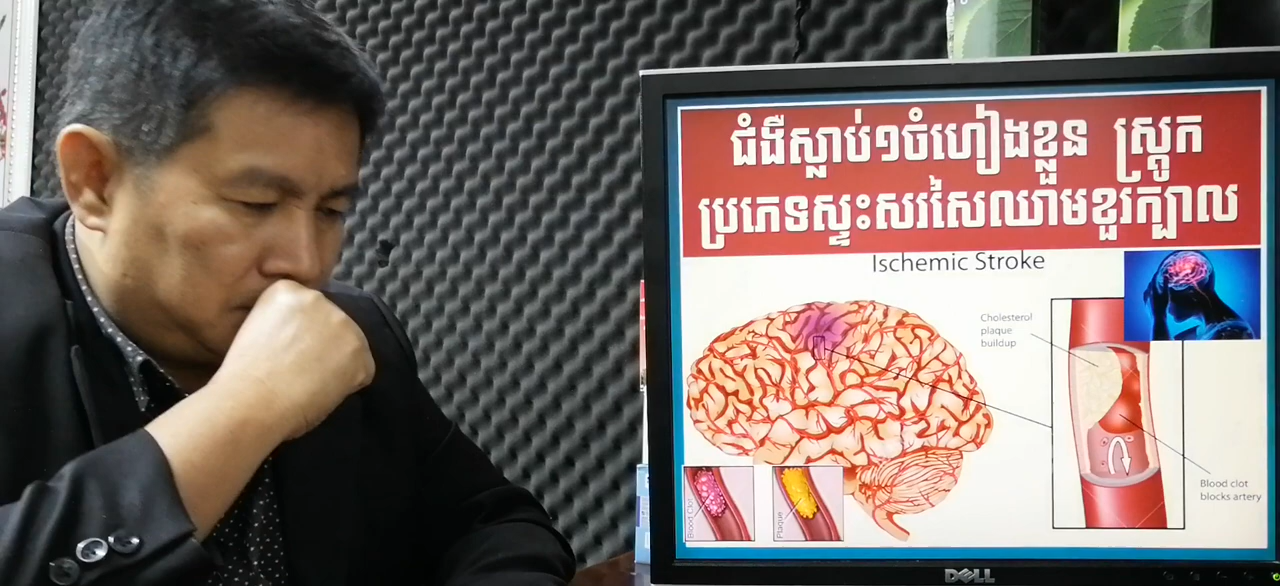 ជំងឺស្លាប់១ចំហៀងខ្លួន ស្ត្រូក
ប្រភេទស្ទះសរសៃឈាមខួរក្បាល
Ischemic Stroke
Cholesterol
plaque
buildup
Blood clot
blocks artery
Blood Clot
Plaque
DELL